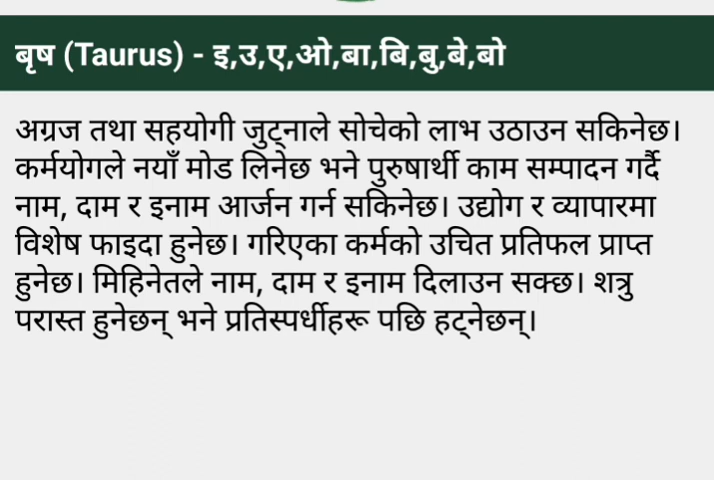 बृष (Taurus) - इ,उ,ए,ओ,बा,बि,बु,बे,बो
अग्रज तथा सहयोगी जुट्नाले सोचेको लाभ उठाउन सकिनेछ।
कर्मयोगले नयाँ मोड लिनेछ भने पुरुषार्थी काम सम्पादन गर्दै
नाम, दाम र इनाम आर्जन गर्न सकिनेछ। उद्योग र व्यापारमा
विशेष फाइदा हुनेछ। गरिएका कर्मको उचित प्रतिफल प्राप्त
हुनेछ। मिहिनेतले नाम, दाम र इनाम दिलाउन सक्छ। शत्रु
परास्त हुनेछन् भने प्रतिस्पर्धीहरू पछि हट्नेछन्।